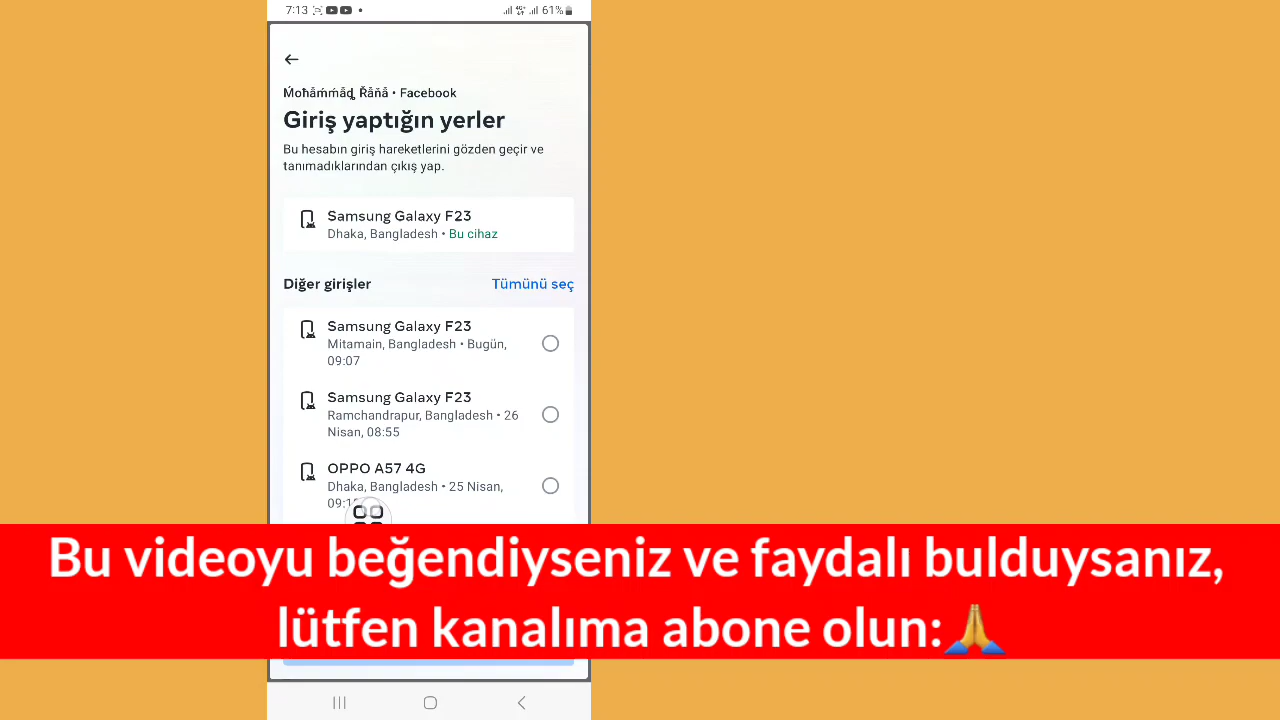 7:13
61%
Ḿoħåḿḿåɖ Řåňå • Facebook
Giriş yaptığın yerler
Bu hesabın giriş hareketlerini gözden geçir ve
tanımadıklarından çıkış yap.
Samsung Galaxy F23
Dhaka, Bangladesh • Bu cihaz
Diğer girişler
Tümünü seç
Samsung Galaxy F23
Mitamain, Bangladesh • Bugün,
09:07
Samsung Galaxy F23
Ramchandrapur, Bangladesh • 26
Nisan, 08:55
OPPO A57 4G
Dhaka, Bangladesh • 25 Nisan,
Bu videoyu beğendiyseniz ve faydalı bulduysanız,
lütfen kanalıma abone olun:🙏